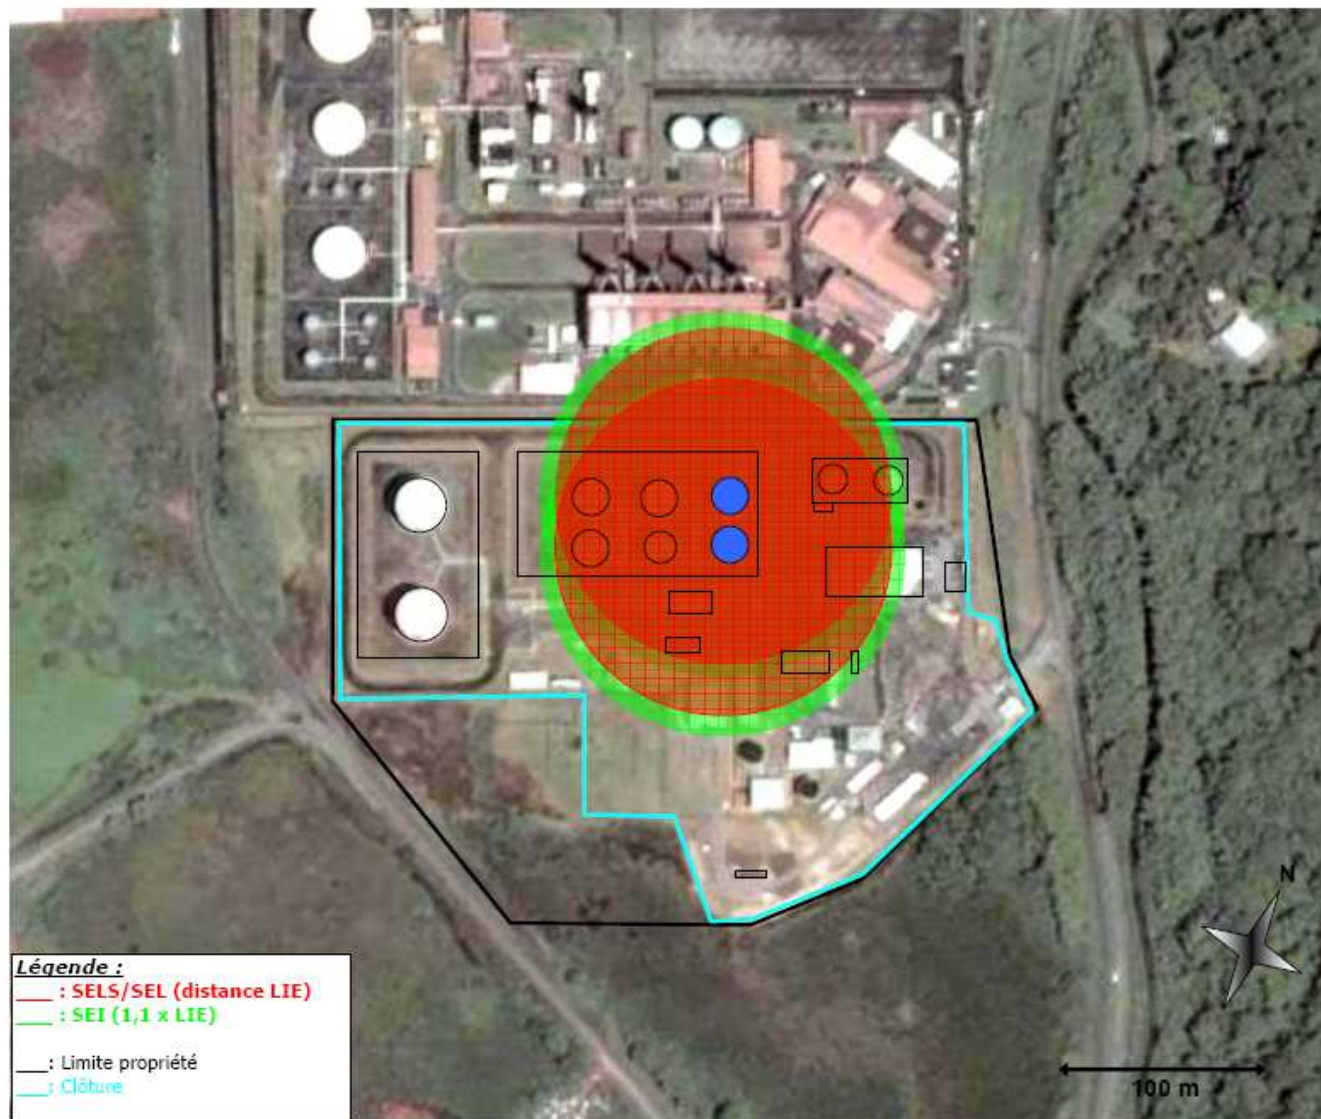 N
Légende :
___ : SELS/SEL (distance LIE)
___ : SEI (1,1 x LIE)
___: Limite propriété
___: Clôture
100 m